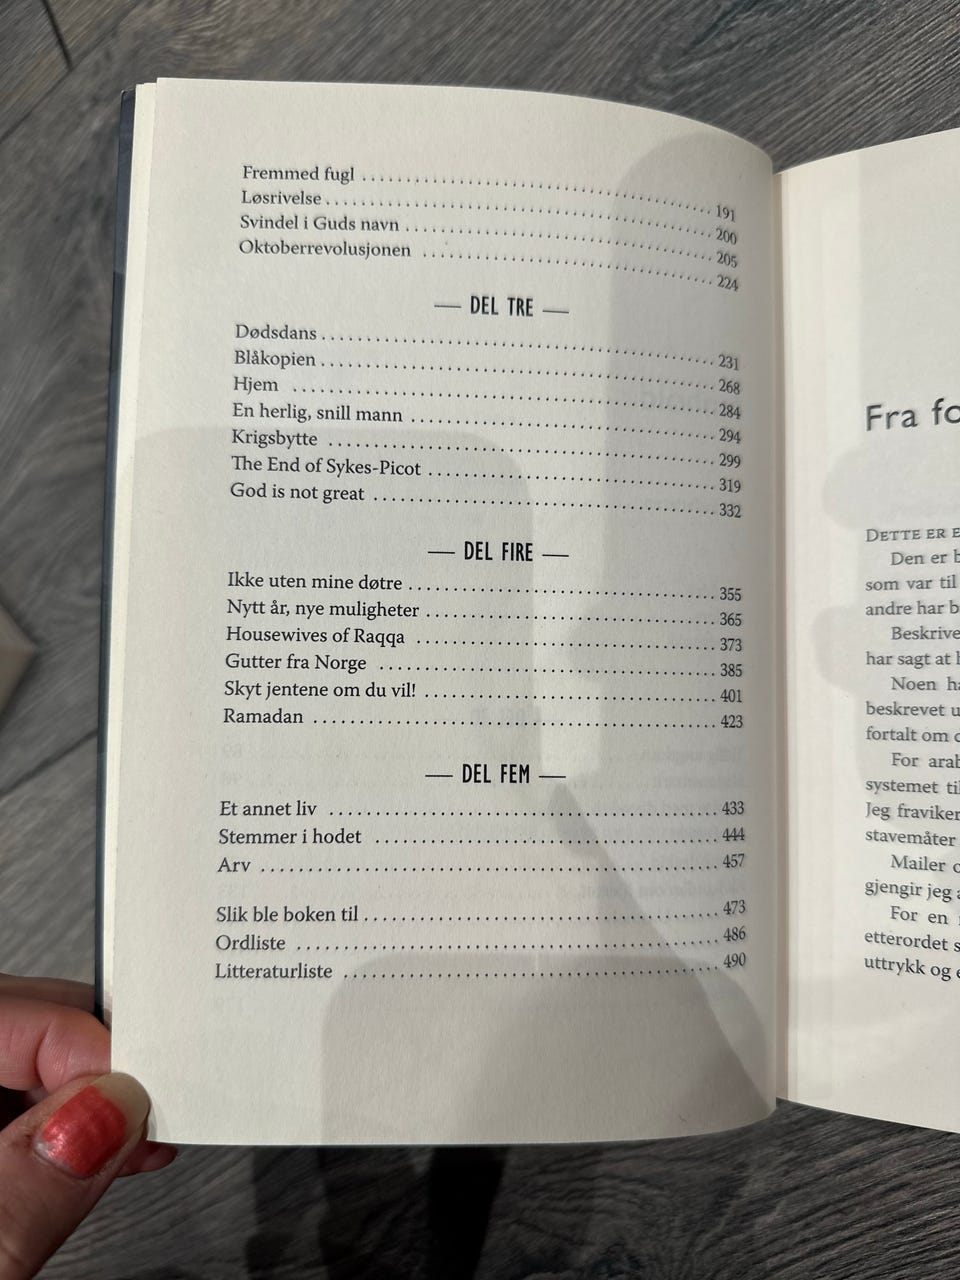 Fremmed fugl ........ 191
Løsrivelse ........ 200
Svindel i Guds navn ........ 205
Oktoberrevolusjonen ........ 224
— DEL TRE —
Dødsdans ........ 231
Blåkopien ........ 268
Hjem ........ 284
En herlig, snill mann ........ 294
Krigsbytte ........ 299
The End of Sykes-Picot ........ 319
God is not great ........ 332
— DEL FIRE —
Ikke uten mine døtre ........ 355
Nytt år, nye muligheter ........ 365
Housewives of Raqqa ........ 373
Gutter fra Norge ........ 385
Skyt jentene om du vil! ........ 401
Ramadan ........ 423
— DEL FEM —
Et annet liv ........ 433
Stemmer i hodet ........ 444
Arv ........ 457
Slik ble boken til ........ 473
Ordliste ........ 486
Litteraturliste ........ 490
Fra fo
DETTE ER E
Den er b
som var til
andre har b
Beskrive
har sagt at h
Noen ha
beskrevet u
fortalt om o
For arab
systemet til
Jeg fraviker
stavemåter
Mailer o
gjengir jeg a
For en
etterordet s
uttrykk og e